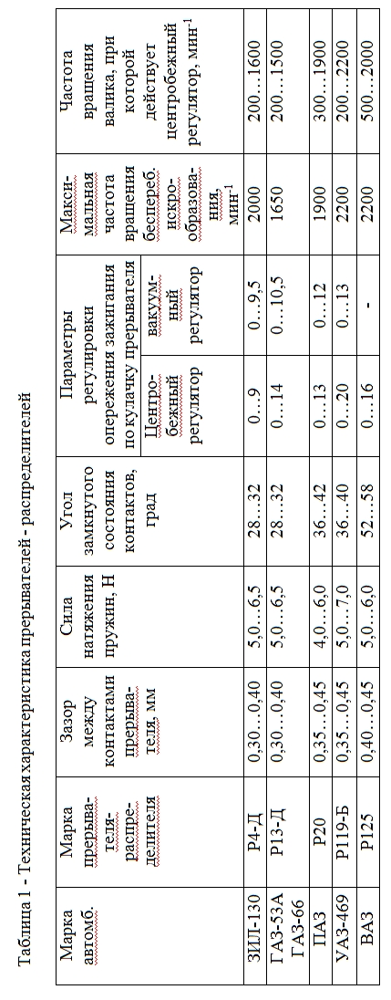 Таблица 1 - Техническая характеристика прерывателей - распределителей
Марка
автомб.
Марка
прерыва-
теля-
распре-
делителя
Зазор
между
контактами
прерыва-
теля, мм
Сила
натяжения
пружин, Н
Угол
замкнутого
состояния
контактов,
град
Параметры
регулировки
опережения зажигания
по кулачку прерывателя
Центро-
бежный
регулятор
вакуум-
ный
регулятор
Макси-
мальная
частота
вращения
беспереб.
искро-
образова-
ния,
мин-1
Частота
вращения
валика, при
которой
действует
центробежный
регулятор, мин-1
ЗИЛ-130 Р4-Д 0,30…0,40 5,0…6,5 28…32 0…9 0…9,5 2000 200…1600
ГАЗ-53А Р13-Д 0,30…0,40 5,0…6,5 28…32 0…14 0…10,5 1650 200…1500
ГАЗ-66
ПАЗ Р20 0,35…0,45 4,0…6,0 36…42 0…13 0…12 1900 300…1900
УАЗ-469 Р119-Б 0,35…0,45 5,0…7,0 36…40 0…20 0…13 2200 200…2200
ВАЗ Р125 0,40…0,45 5,0…6,0 52…58 0…16 - 2200 500…2000